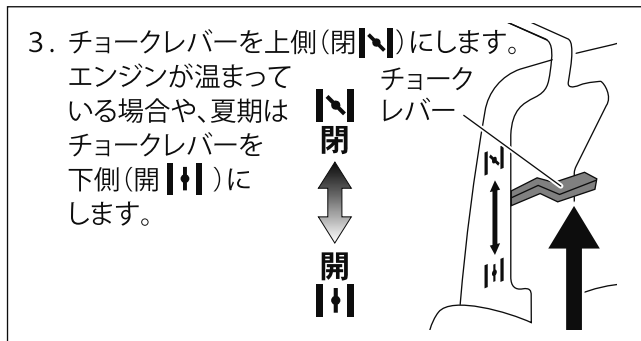 3. チョークレバーを上側(閉)にします。
エンジンが温まって
いる場合や、夏期は
チョークレバーを
下側(開)に
します。
閉
開
チョーク
レバー